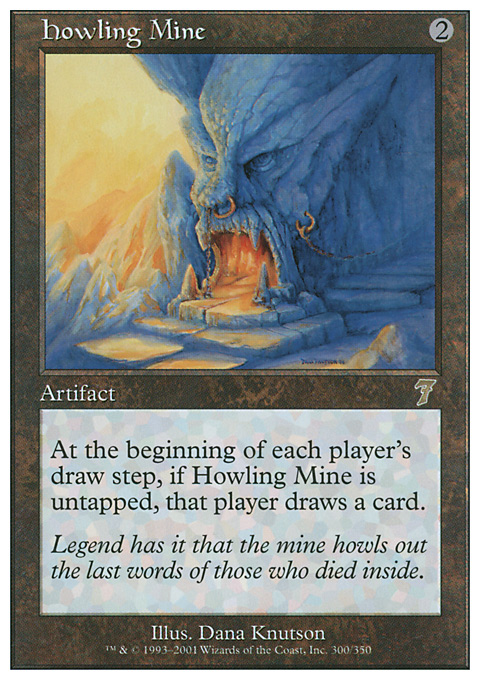 Howling Mine 2
Artifact
At the beginning of each player's
draw step, if Howling Mine is
untapped, that player draws a card.
Legend has it that the mine howls out
the last words of those who died inside.
Illus. Dana Knutson
™ & © 1993–2001 Wizards of the Coast, Inc. 300/350